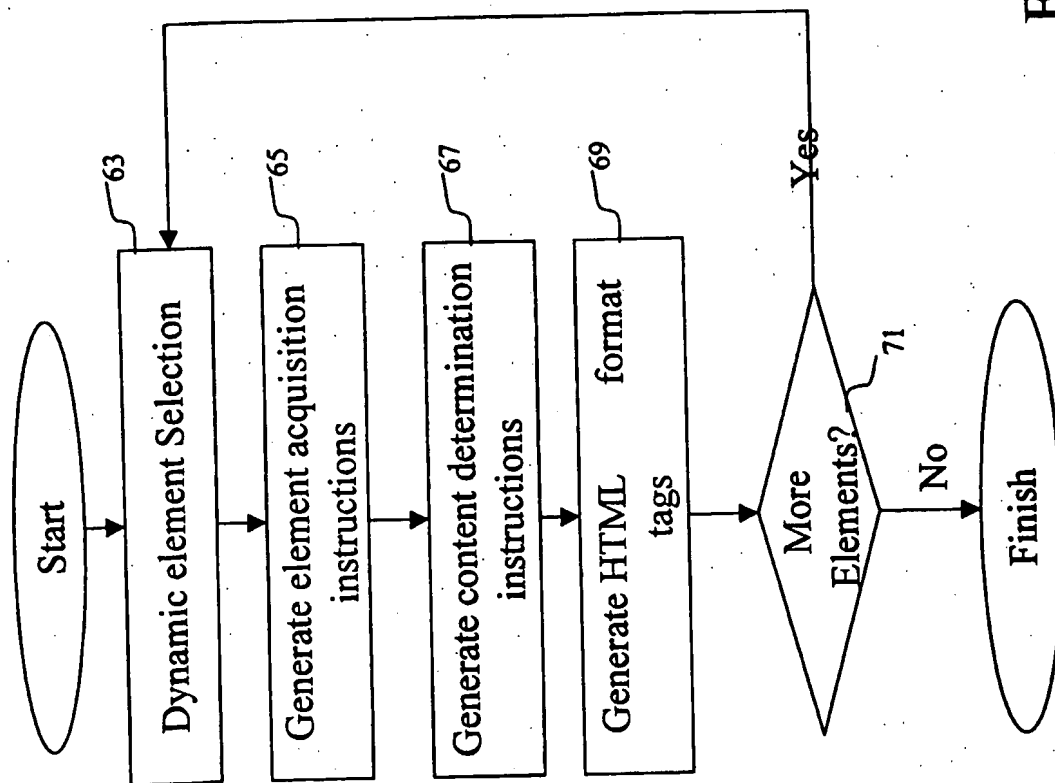 Start
63
Dynamic element Selection
65
Generate element acquisition
instructions
67
Generate content determination
instructions
69
Generate HTML format
tags
More
Elements?
71
Yes
No
Finish